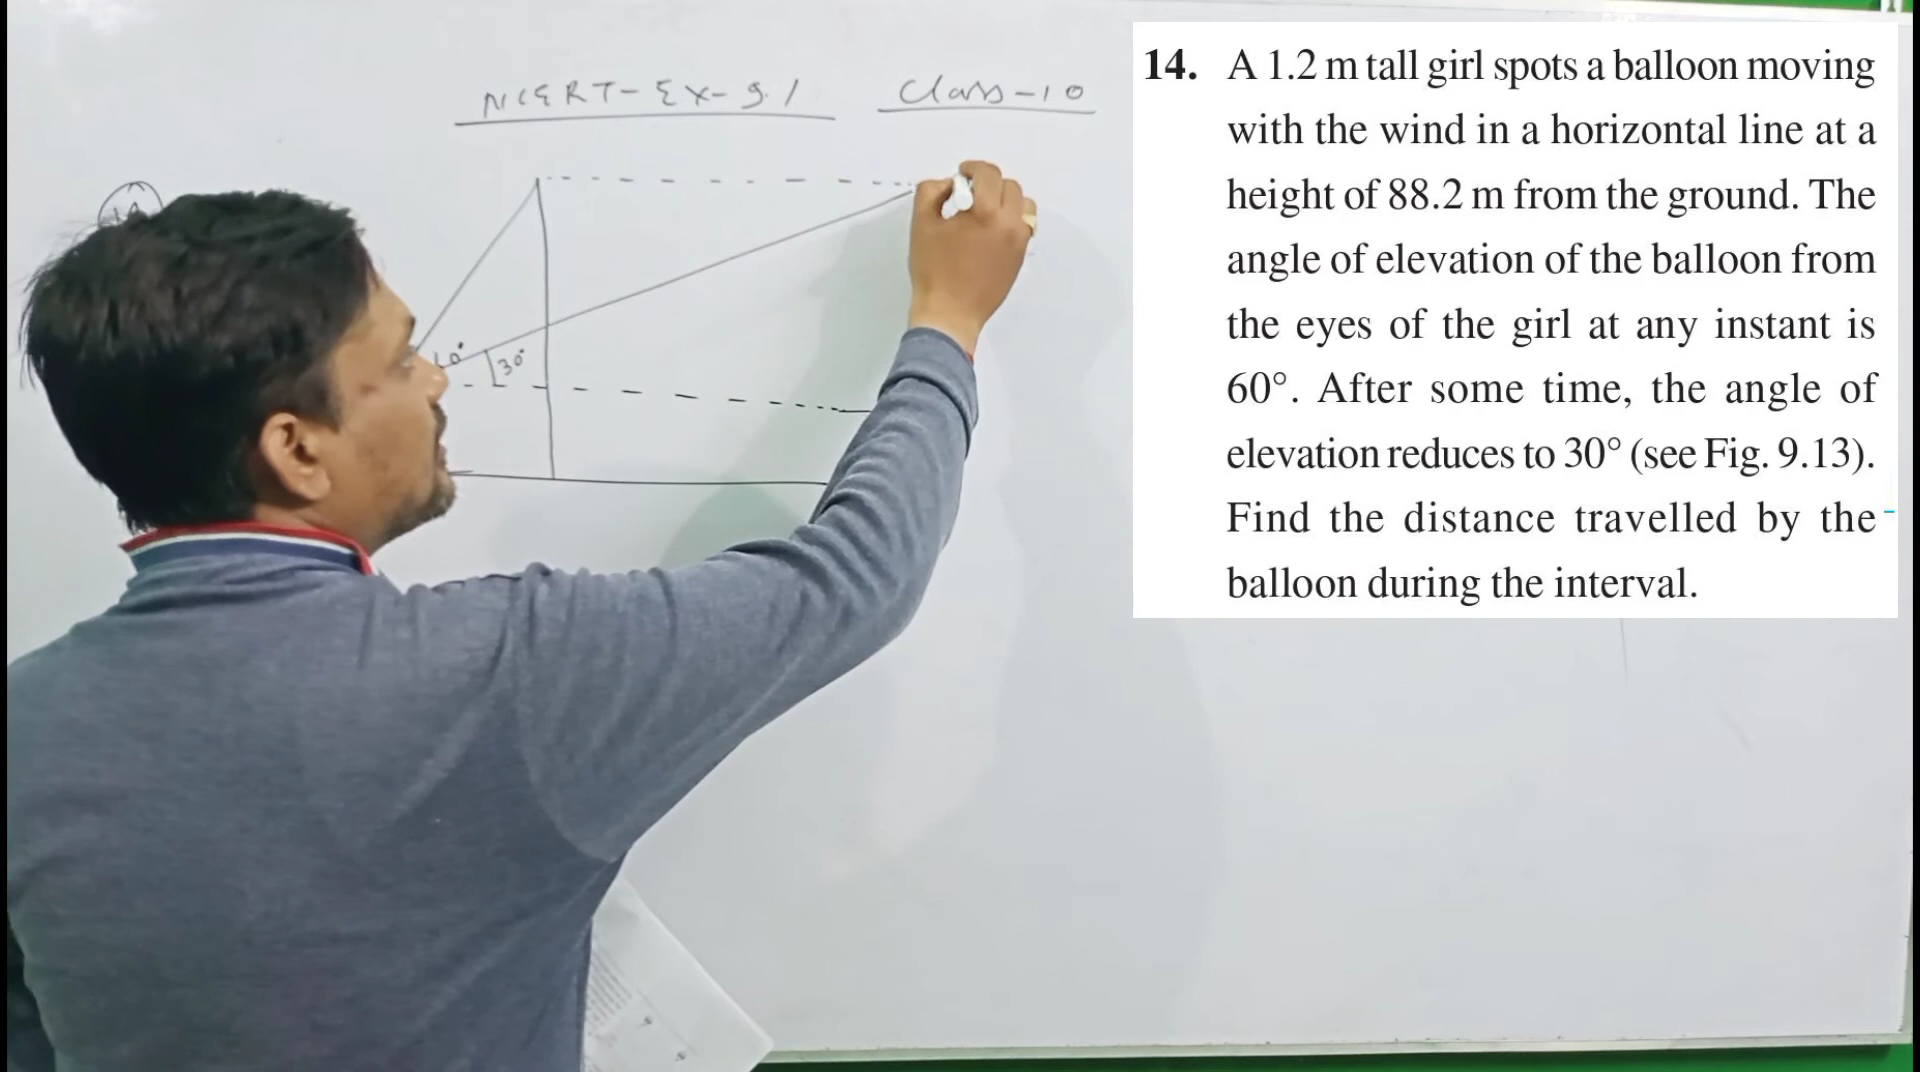 NCERT-Ex-9.1 Class-10
14. A 1.2 m tall girl spots a balloon moving
with the wind in a horizontal line at a
height of 88.2 m from the ground. The
angle of elevation of the balloon from
the eyes of the girl at any instant is
60°. After some time, the angle of
elevation reduces to 30° (see Fig. 9.13).
Find the distance travelled by the
balloon during the interval.
30°